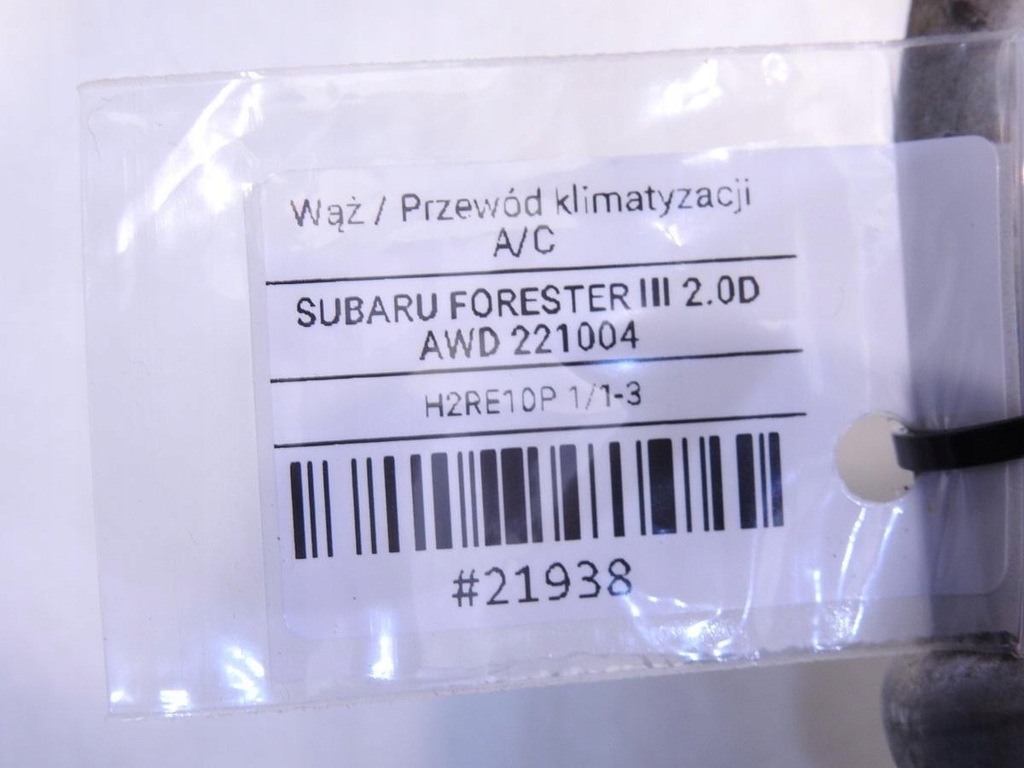 Wąż / Przewód klimatyzacji
A/C
SUBARU FORESTER III 2.0D
AWD 221004
H2RE10P 1/1-3
#21938